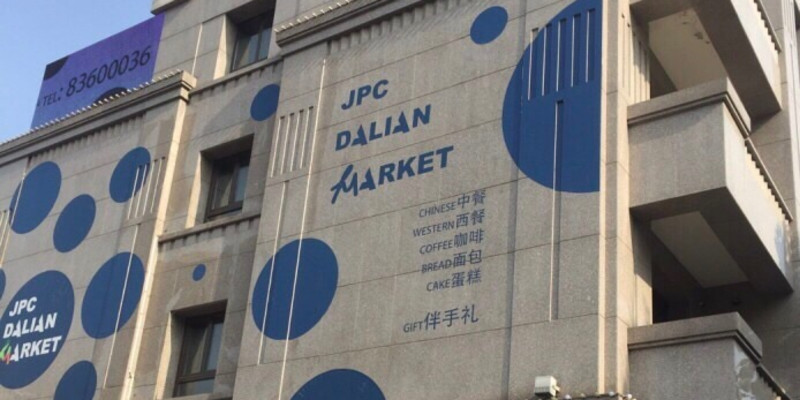 TEL: 83600036
JPC
DALIAN
MARKET
CHINESE中餐
WESTERN西餐
COFFEE咖啡
BREAD面包
CAKE蛋糕
GIFT伴手礼
JPC
DALIAN
MARKET